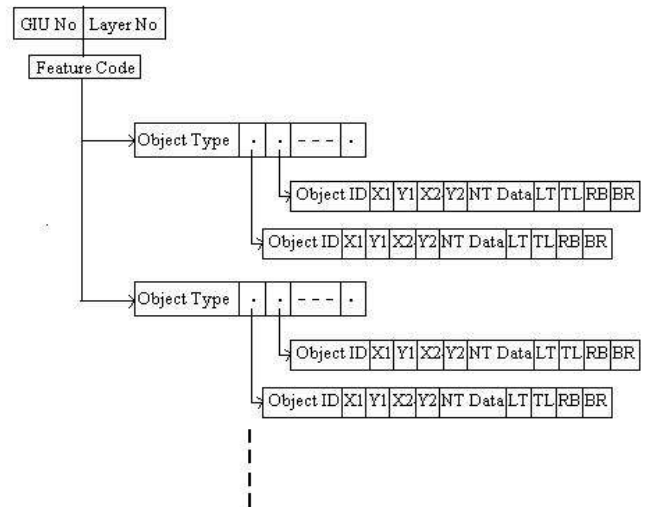 GIU No Layer No
Feature Code
Object Type . . - - - .
Object ID X1 Y1 X2 Y2 NT Data LT TL RB BR
Object ID X1 Y1 X2 Y2 NT Data LT TL RB BR
Object Type . . - - - .
Object ID X1 Y1 X2 Y2 NT Data LT TL RB BR
Object ID X1 Y1 X2 Y2 NT Data LT TL RB BR